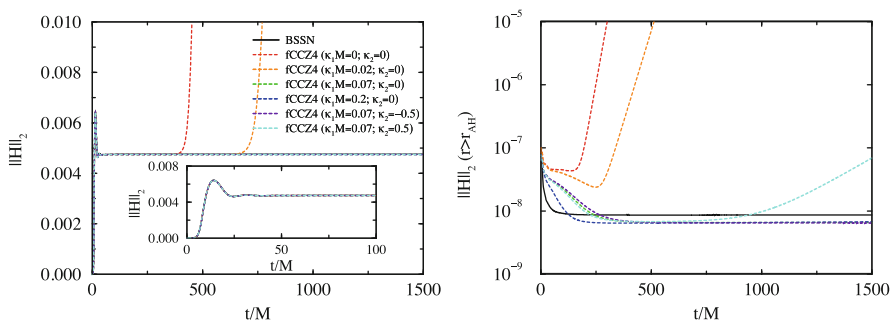 0.010
0.008
0.006
0.004
0.002
0.000
||H||₂
BSSN
fCCZ4 (κ₁M=0; κ₂=0)
fCCZ4 (κ₁M=0.02; κ₂=0)
fCCZ4 (κ₁M=0.07; κ₂=0)
fCCZ4 (κ₁M=0.2; κ₂=0)
fCCZ4 (κ₁M=0.07; κ₂=−0.5)
fCCZ4 (κ₁M=0.07; κ₂=0.5)
0.008
0.004
0.000
||H||₂
0 50 100
t/M
0 500 1000 1500
t/M
10⁻⁵
10⁻⁶
10⁻⁷
10⁻⁸
10⁻⁹
||H||₂ (r>r_AH)
0 500 1000 1500
t/M